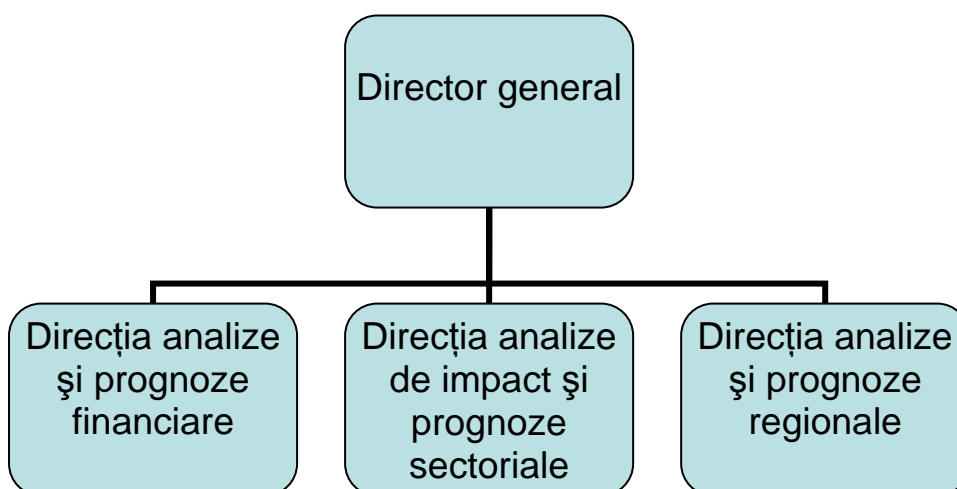 Director general
Direcția analize
şi prognoze
financiare
Direcția analize
de impact şi
prognoze
sectoriale
Direcția analize
şi prognoze
regionale